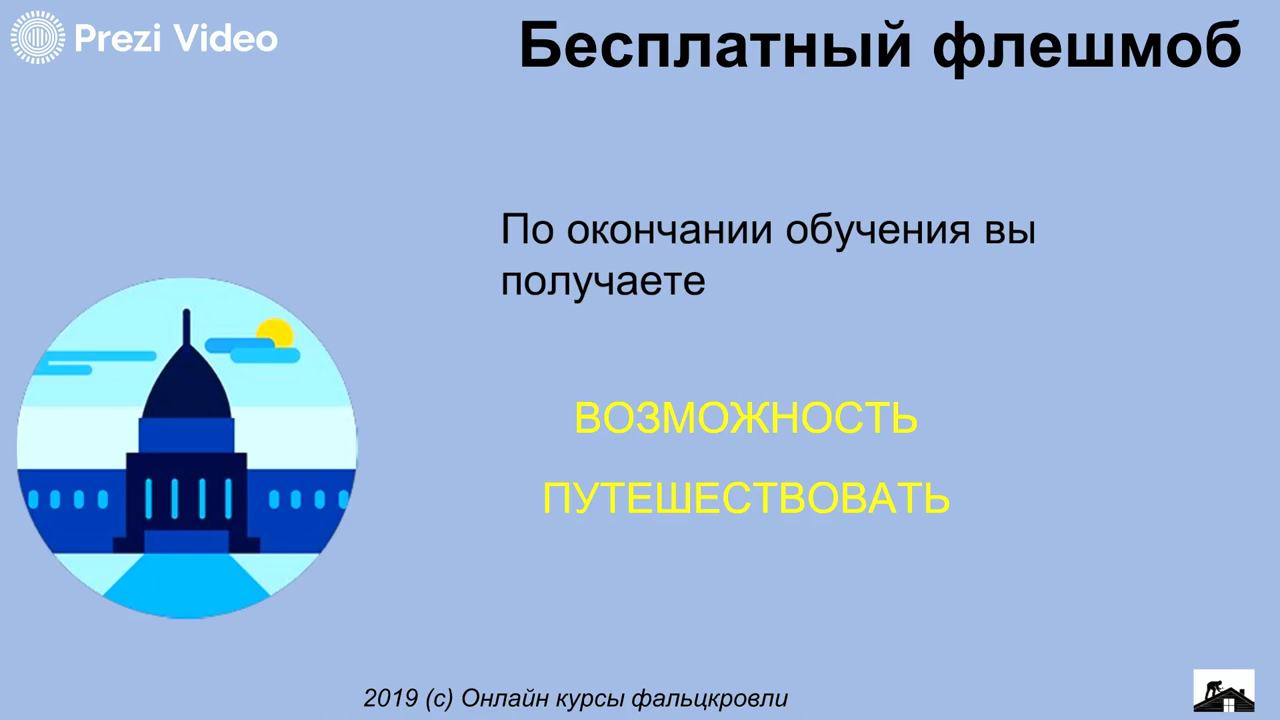 Prezi Video
Бесплатный флешмоб
По окончании обучения вы
получаете
ВОЗМОЖНОСТЬ
ПУТЕШЕСТВОВАТЬ
2019 (с) Онлайн курсы фальцкровли